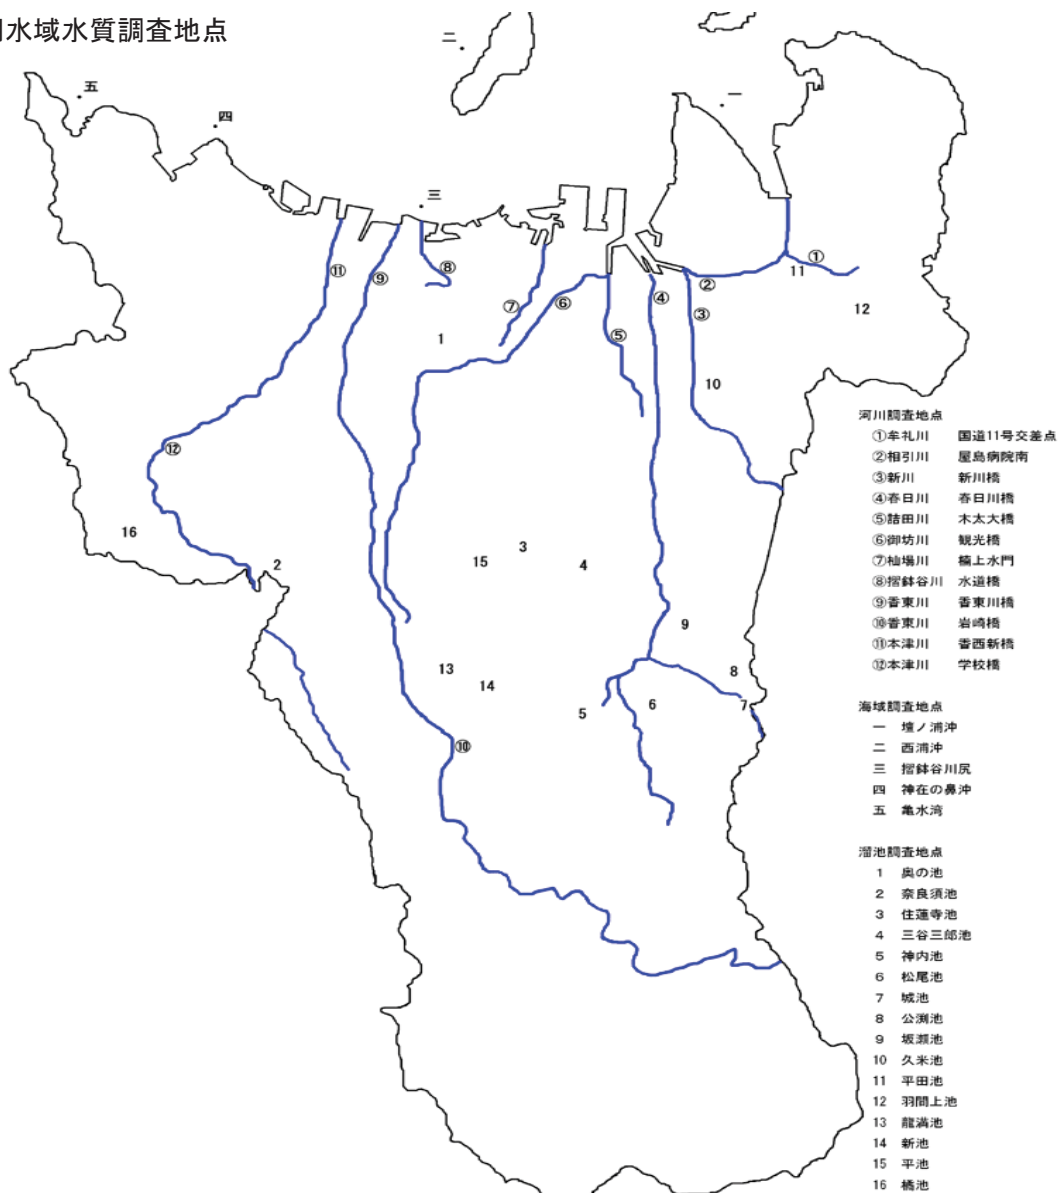 水域水質調査地点
二
五
一
四
三
⑪
⑨
⑧
⑦
⑥
④
②
①
11
③
12
⑤
1
10
⑫
16
2
15
3
4
9
13
14
8
5
6
7
⑩
河川調査地点
①牟礼川 国道11号交差点
②相引川 屋島病院南
③新川 新川橋
④春日川 春日川橋
⑤詰田川 木太大橋
⑥御坊川 観光橋
⑦杣場川 楠上水門
⑧摺鉢谷川 水道橋
⑨香東川 香東川橋
⑩香東川 岩崎橋
⑪本津川 香西新橋
⑫本津川 学校橋
海域調査地点
一 壇ノ浦沖
二 西浦沖
三 摺鉢谷川尻
四 神在の鼻沖
五 亀水湾
溜池調査地点
1 奥の池
2 奈良須池
3 住蓮寺池
4 三谷三郎池
5 神内池
6 松尾池
7 城池
8 公渕池
9 坂瀬池
10 久米池
11 平田池
12 羽間上池
13 龍満池
14 新池
15 平池
16 橘池